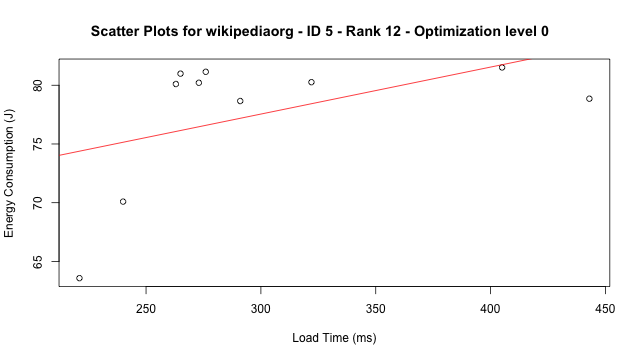 Scatter Plots for wikipediaorg - ID 5 - Rank 12 - Optimization level 0
Energy Consumption (J)
80
75
70
65
250 300 350 400 450
Load Time (ms)